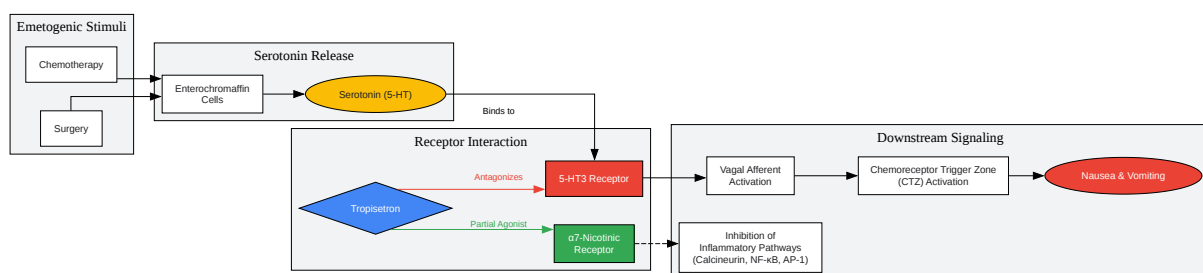 Emetogenic Stimuli
Chemotherapy
Surgery
Serotonin Release
Enterochromaffin
Cells
Serotonin (5-HT)
Binds to
Receptor Interaction
Tropisetron
Antagonizes
Partial Agonist
5-HT3 Receptor
α7-Nicotinic
Receptor
Downstream Signaling
Vagal Afferent
Activation
Chemoreceptor Trigger Zone
(CTZ) Activation
Nausea & Vomiting
Inhibition of
Inflammatory Pathways
(Calcineurin, NF-κB, AP-1)